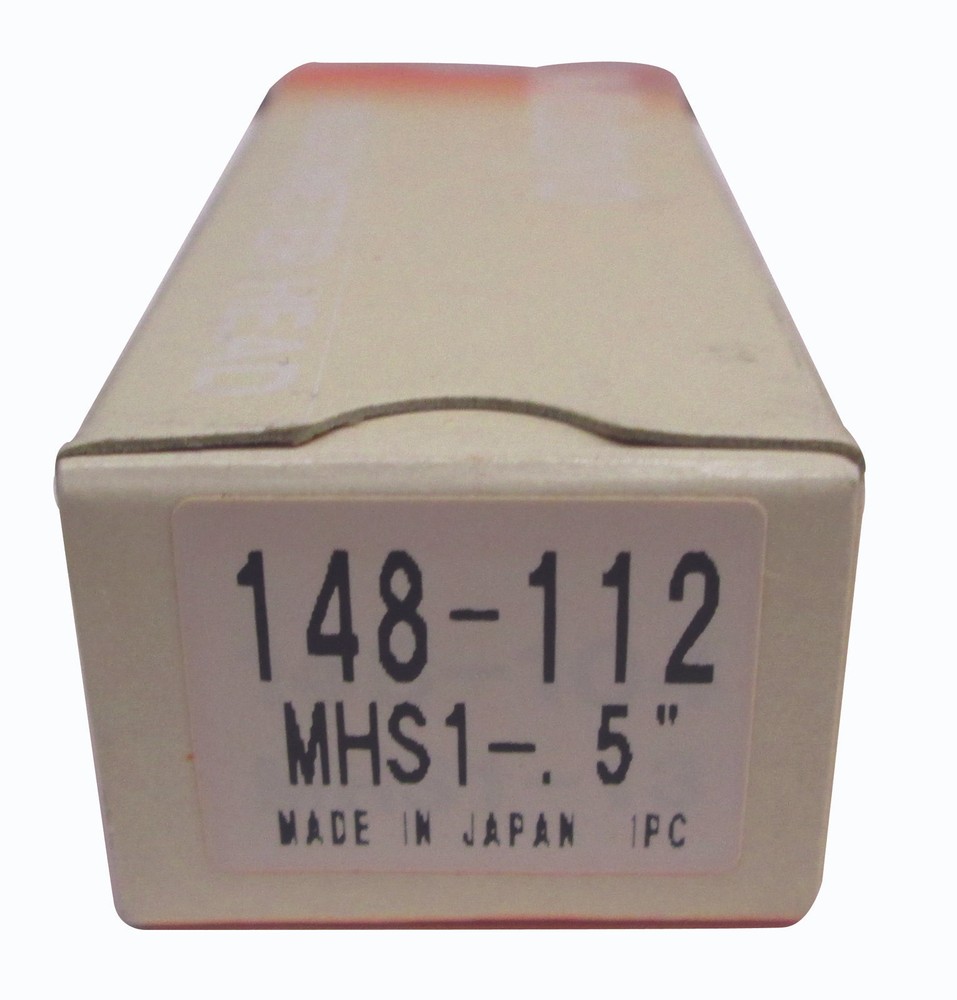 148-112
MHS1-.5"
MADE IN JAPAN 1PC